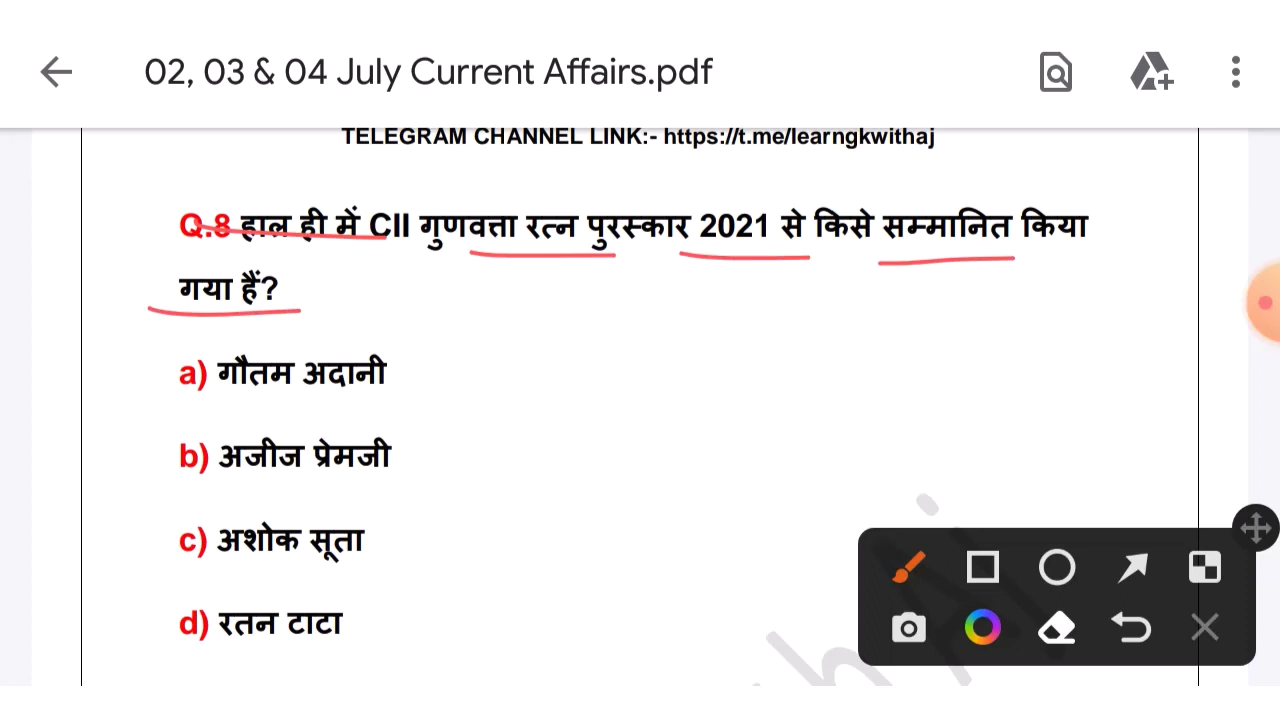 02, 03 & 04 July Current Affairs.pdf
TELEGRAM CHANNEL LINK:- https://t.me/learngkwithaj
Q.8 हाल ही में CII गुणवत्ता रत्न पुरस्कार 2021 से किसे सम्मानित किया
गया हैं?
a) गौतम अदानी
b) अजीज प्रेमजी
c) अशोक सूता
d) रतन टाटा